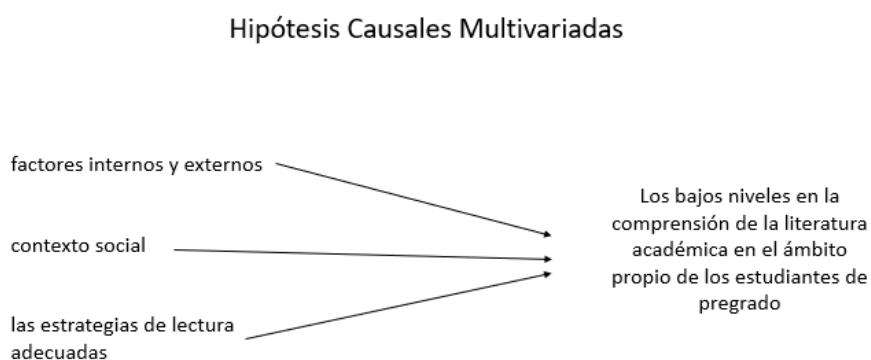 Hipótesis Causales Multivariadas
factores internos y externos
contexto social
las estrategias de lectura
adecuadas
Los bajos niveles en la
comprensión de la literatura
académica en el ámbito
propio de los estudiantes de
pregrado